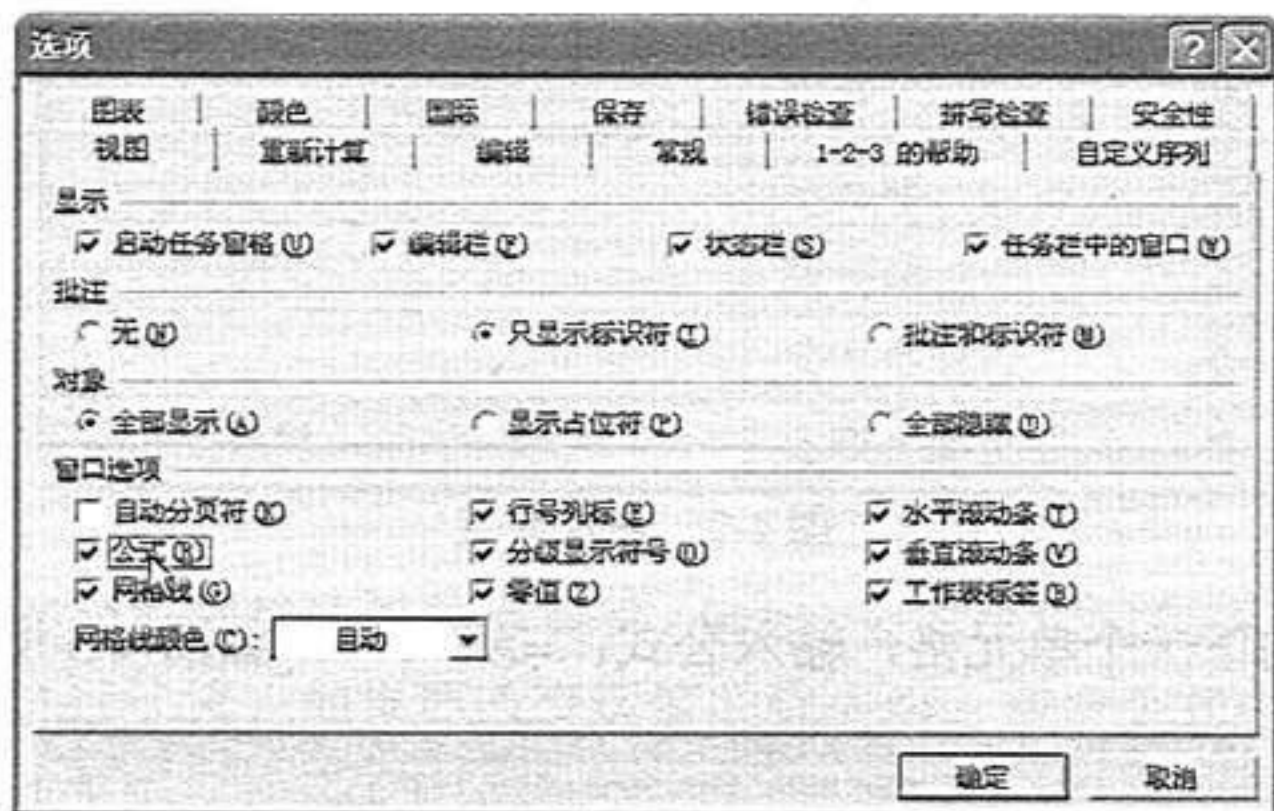 选项
图表 颜色 国际 保存 错误检查 拼写检查 安全性
视图 重新计算 编辑 常规 1-2-3 的帮助 自定义序列
显示
启动任务窗格(U) 编辑栏(F) 状态栏(S) 任务栏中的窗口(W)
批注
无(N) 只显示标识符(I) 批注和标识符(M)
对象
全部显示(A) 显示占位符(P) 全部隐藏(D)
窗口选项
自动分页符(K) 行号列标(E) 水平滚动条(T)
公式(R) 分级显示符号(O) 垂直滚动条(V)
网格线(G) 零值(Z) 工作表标签(B)
网格线颜色(C): 自动
确定 取消